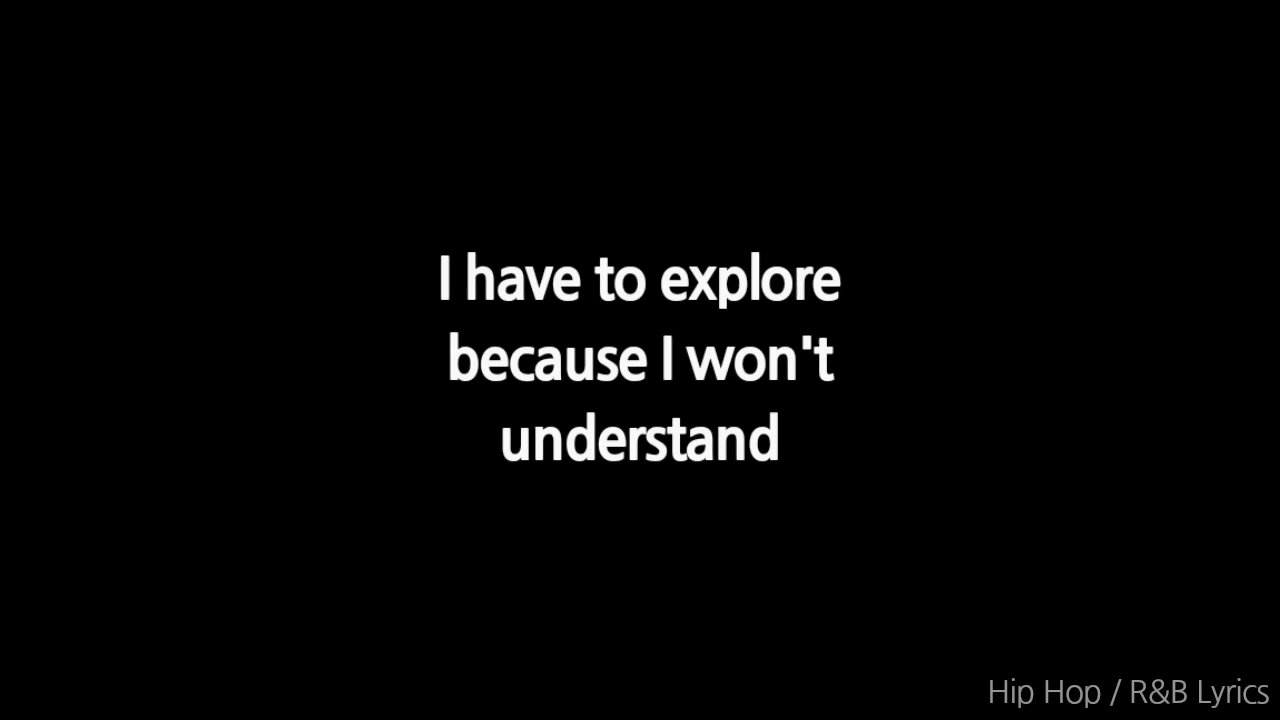 I have to explore
because I won't
understand
Hip Hop / R&B Lyrics